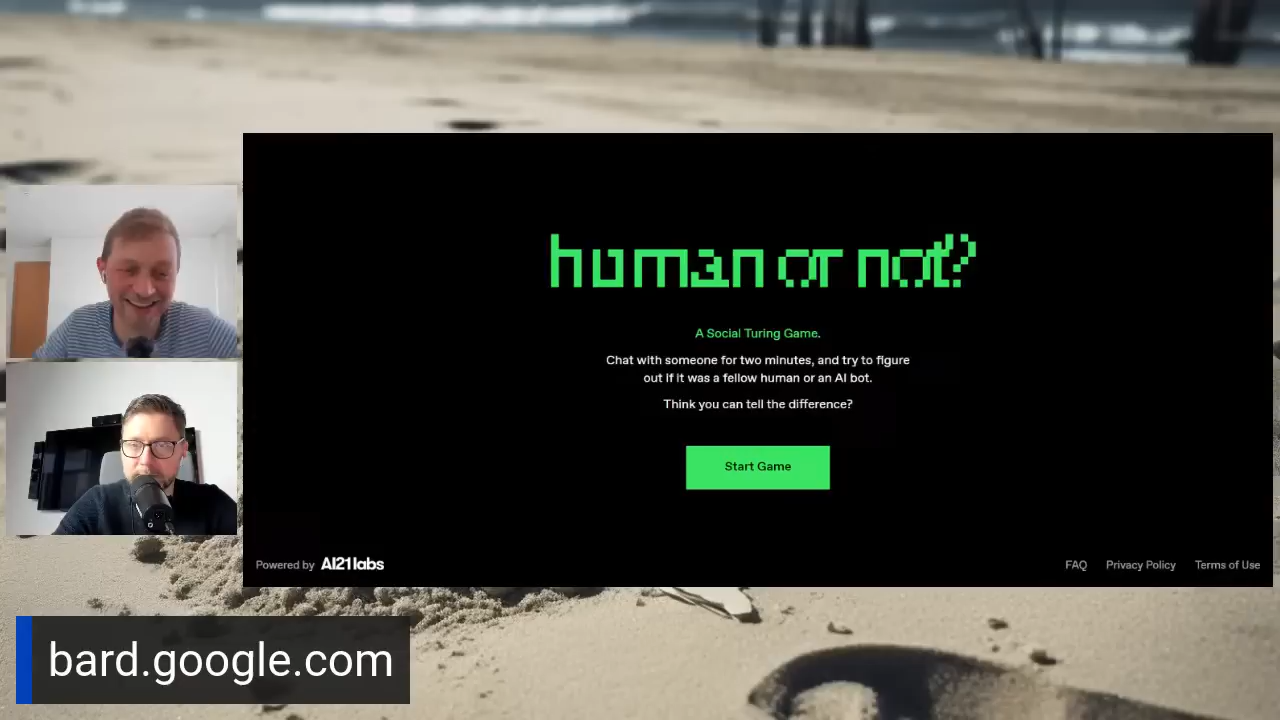 human or not?
A Social Turing Game.
Chat with someone for two minutes, and try to figure
out if it was a fellow human or an AI bot.
Think you can tell the difference?
Start Game
Powered by AI21labs
FAQ Privacy Policy Terms of Use
bard.google.com